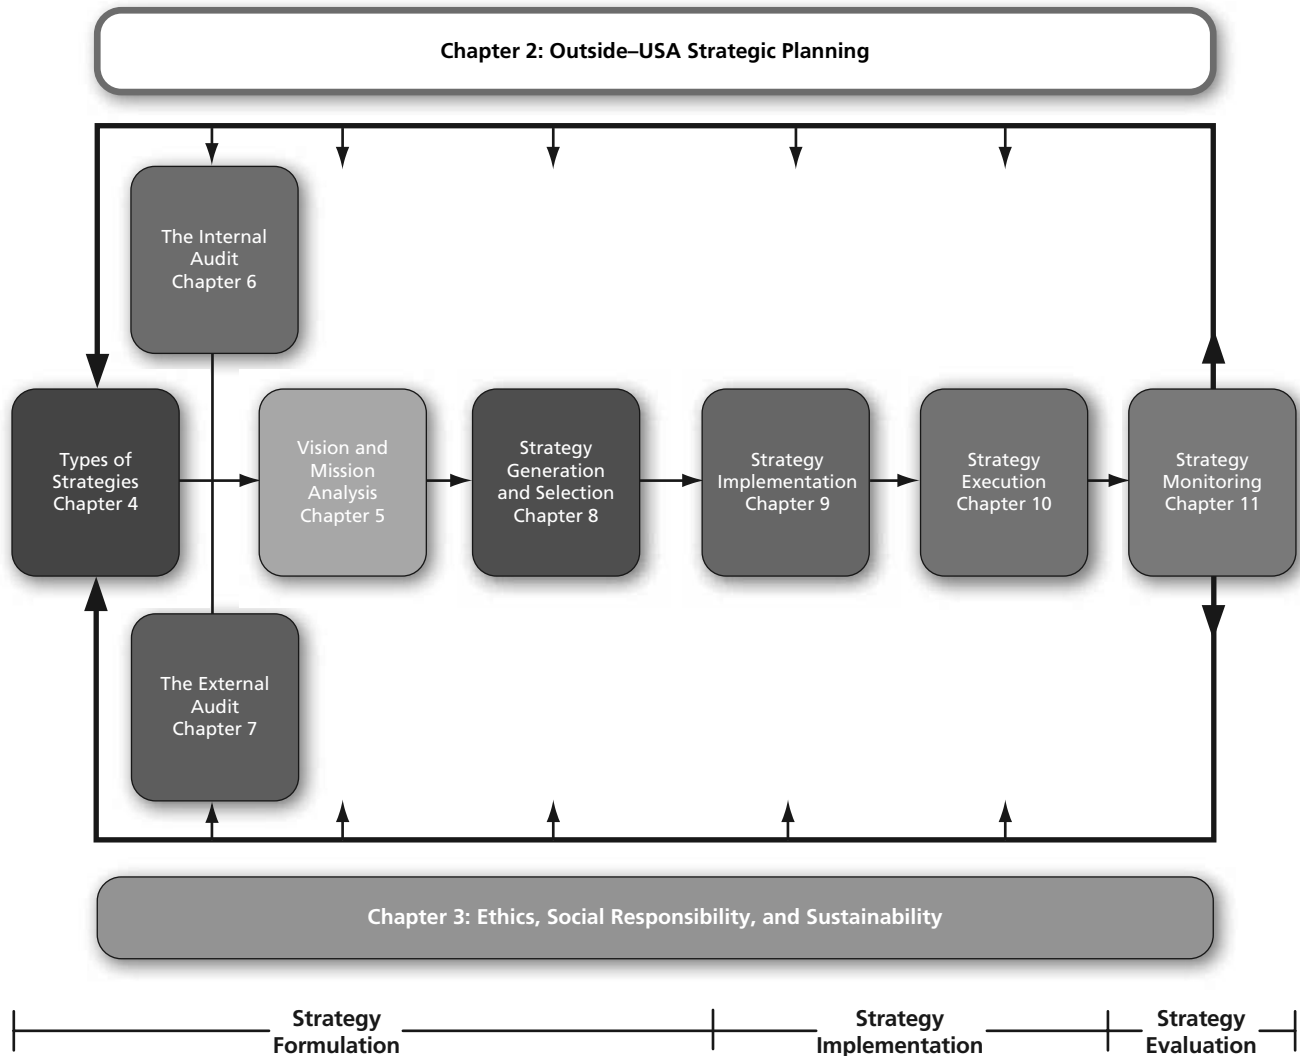 Chapter 2: Outside–USA Strategic Planning
The Internal
Audit
Chapter 6
Types of
Strategies
Chapter 4
Vision and
Mission
Analysis
Chapter 5
Strategy
Generation
and Selection
Chapter 8
Strategy
Implementation
Chapter 9
Strategy
Execution
Chapter 10
Strategy
Monitoring
Chapter 11
The External
Audit
Chapter 7
Chapter 3: Ethics, Social Responsibility, and Sustainability
Strategy
Formulation
Strategy
Implementation
Strategy
Evaluation